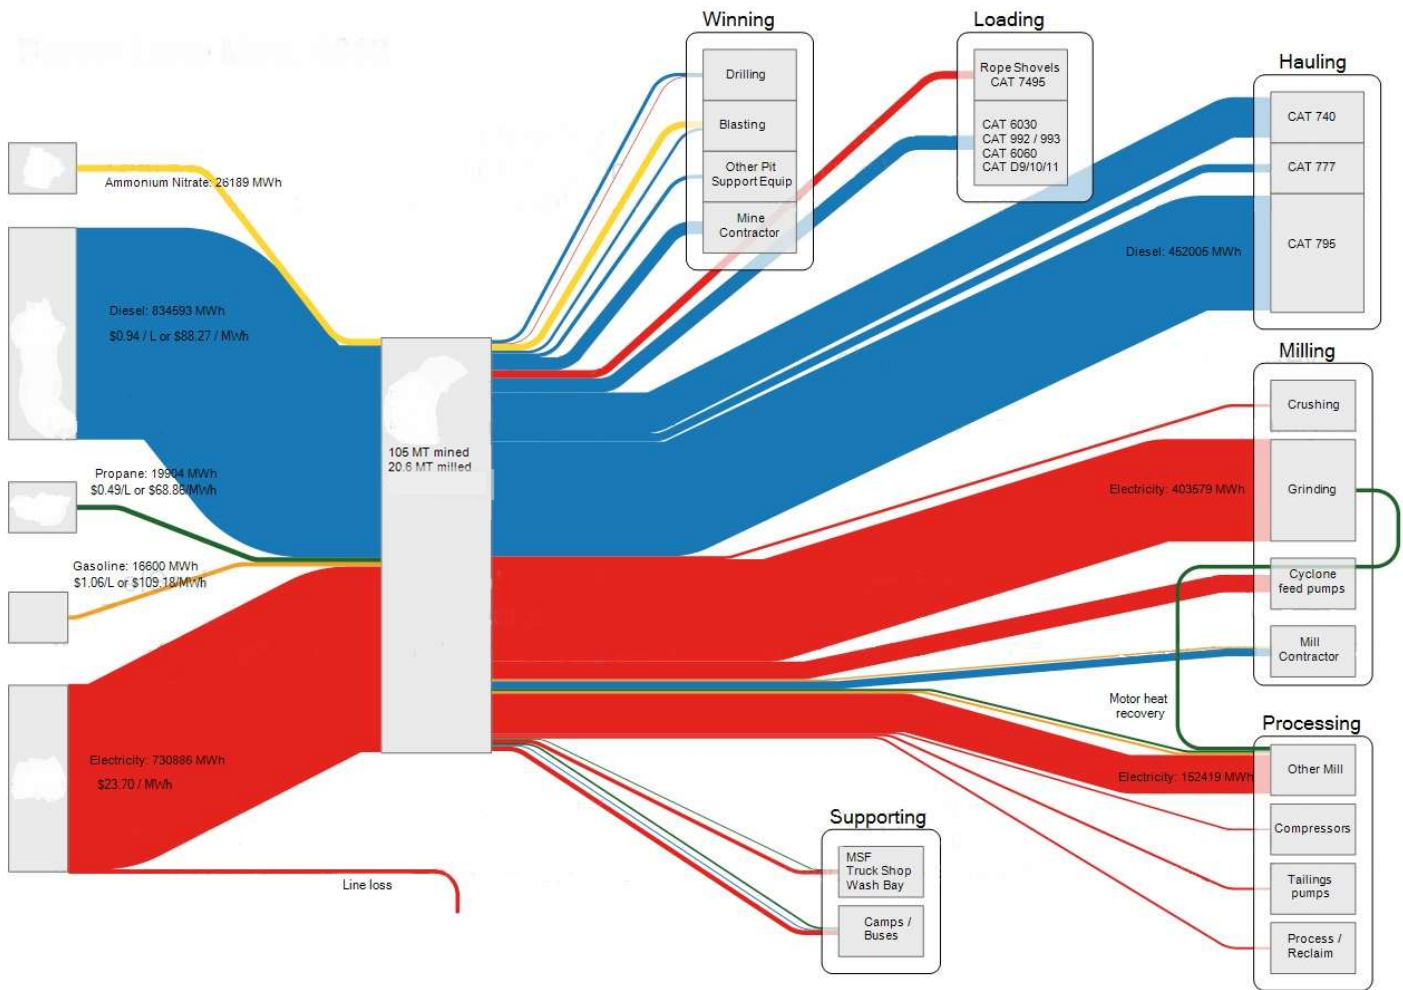 Winning
Drilling
Blasting
Other Pit
Support Equip
Mine
Contractor
Loading
Rope Shovels
CAT 7495
CAT 6030
CAT 992 / 993
CAT 6060
CAT D9/10/11
Hauling
CAT 740
CAT 777
CAT 795
Diesel: 452005 MWh
Ammonium Nitrate: 26189 MWh
Diesel: 834593 MWh
$0.94 / L or $88.27 / MWh
Propane: 19904 MWh
$0.49/L or $68.86/MWh
Gasoline: 16600 MWh
$1.06/L or $109.18/MWh
Electricity: 730886 MWh
$23.70 / MWh
Line loss
105 MT mined
20.6 MT milled
Milling
Crushing
Grinding
Electricity: 403579 MWh
Cyclone
feed pumps
Mill
Contractor
Motor heat
recovery
Processing
Other Mill
Electricity: 152419 MWh
Compressors
Tailings
pumps
Process /
Reclaim
Supporting
MSF
Truck Shop
Wash Bay
Camps /
Buses